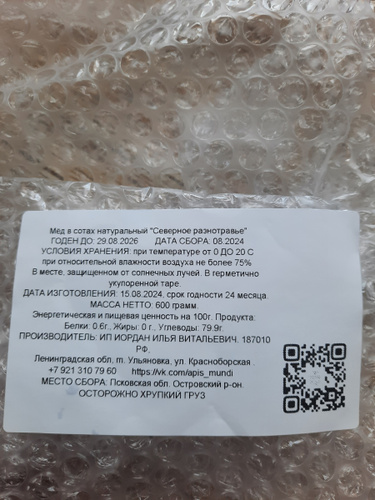 Мёд в сотах натуральный "Северное разнотравье"
ГОДЕН ДО: 29.08.2026 ДАТА СБОРА: 08.2024
УСЛОВИЯ ХРАНЕНИЯ: при температуре от 0 ДО 20 С
при относительной влажности воздуха не более 75%
В месте, защищенном от солнечных лучей. В герметично
укупоренной таре.
ДАТА ИЗГОТОВЛЕНИЯ: 15.08.2024, срок годности 24 месяца.
МАССА НЕТТО: 600 грамм.
Энергетическая и пищевая ценность на 100г. Продукта:
Белки: 0.6г., Жиры: 0 г., Углеводы: 79.9г.
ПРОИЗВОДИТЕЛЬ: ИП ИОРДАН ИЛЬЯ ВИТАЛЬЕВИЧ. 187010
РФ,
Ленинградская обл, m. Ульяновка, ул. Красноборская .
+7 921 310 79 60 https://vk.com/apis_mundi
МЕСТО СБОРА: Псковская обл. Островский р-он.
ОСТОРОЖНО ХРУПКИЙ ГРУЗ